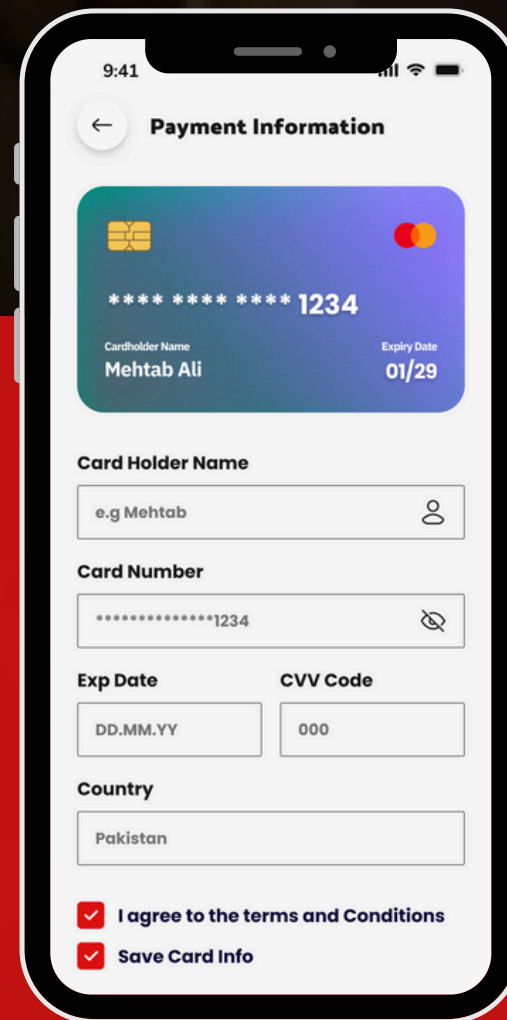 9:41
Payment Information
**** **** **** 1234
Cardholder Name Expiry Date
Mehtab Ali 01/29
Card Holder Name
e.g Mehtab
Card Number
**************1234
Exp Date CVV Code
DD.MM.YY 000
Country
Pakistan
I agree to the terms and Conditions
Save Card Info